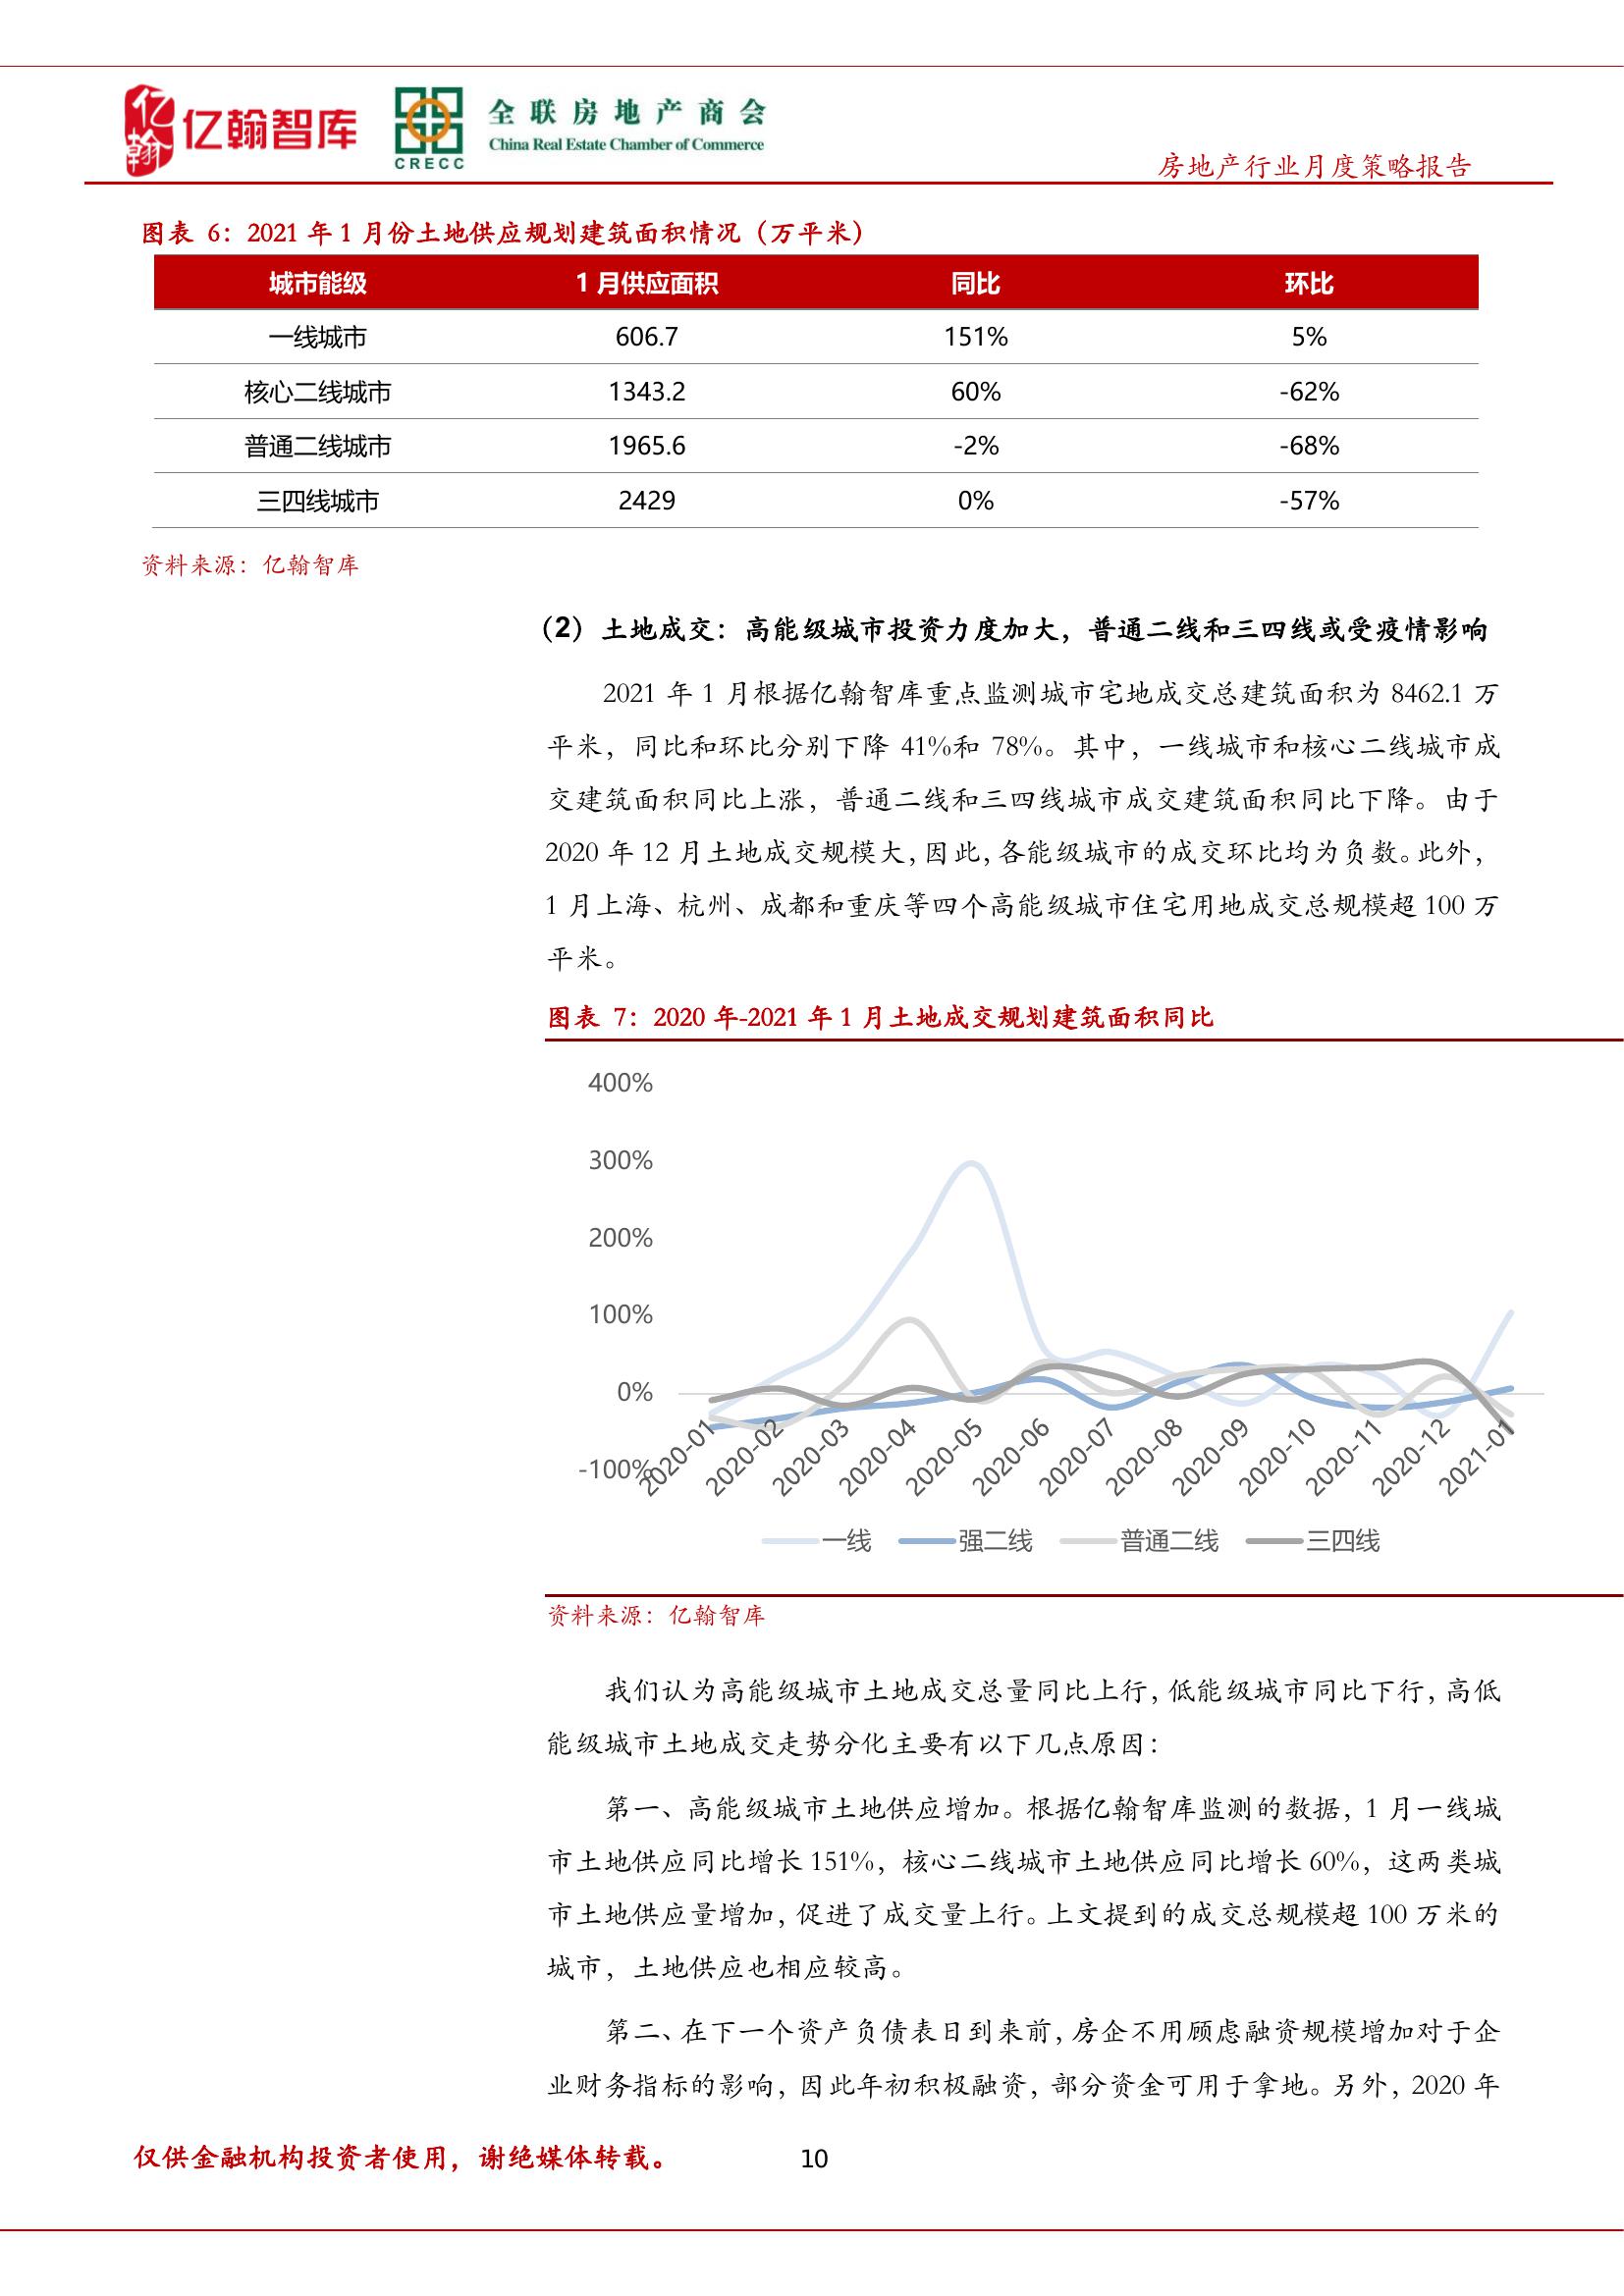 亿翰 亿翰智库
CRECC
全联房地产商会
China Real Estate Chamber of Commerce
房地产行业月度策略报告
图表 6：2021 年 1 月份土地供应规划建筑面积情况（万平米）
城市能级 1 月供应面积 同比 环比
一线城市 606.7 151% 5%
核心二线城市 1343.2 60% -62%
普通二线城市 1965.6 -2% -68%
三四线城市 2429 0% -57%
资料来源：亿翰智库
（2）土地成交：高能级城市投资力度加大，普通二线和三四线或受疫情影响
2021 年 1 月根据亿翰智库重点监测城市宅地成交总建筑面积为 8462.1 万
平米，同比和环比分别下降 41%和 78%。其中，一线城市和核心二线城市成
交建筑面积同比上涨，普通二线和三四线城市成交建筑面积同比下降。由于
2020 年 12 月土地成交规模大，因此，各能级城市的成交环比均为负数。此外，
1 月上海、杭州、成都和重庆等四个高能级城市住宅用地成交总规模超 100 万
平米。
图表 7：2020 年-2021 年 1 月土地成交规划建筑面积同比
400%
300%
200%
100%
0%
-100%
2020-01 2020-02 2020-03 2020-04 2020-05 2020-06 2020-07 2020-08 2020-09 2020-10 2020-11 2020-12 2021-01
一线 强二线 普通二线 三四线
资料来源：亿翰智库
我们认为高能级城市土地成交总量同比上行，低能级城市同比下行，高低
能级城市土地成交走势分化主要有以下几点原因：
第一、高能级城市土地供应增加。根据亿翰智库监测的数据，1 月一线城
市土地供应同比增长 151%，核心二线城市土地供应同比增长 60%，这两类城
市土地供应量增加，促进了成交量上行。上文提到的成交总规模超 100 万米的
城市，土地供应也相应较高。
第二、在下一个资产负债表日到来前，房企不用顾虑融资规模增加对于企
业财务指标的影响，因此年初积极融资，部分资金可用于拿地。另外，2020 年
仅供金融机构投资者使用，谢绝媒体转载。 10